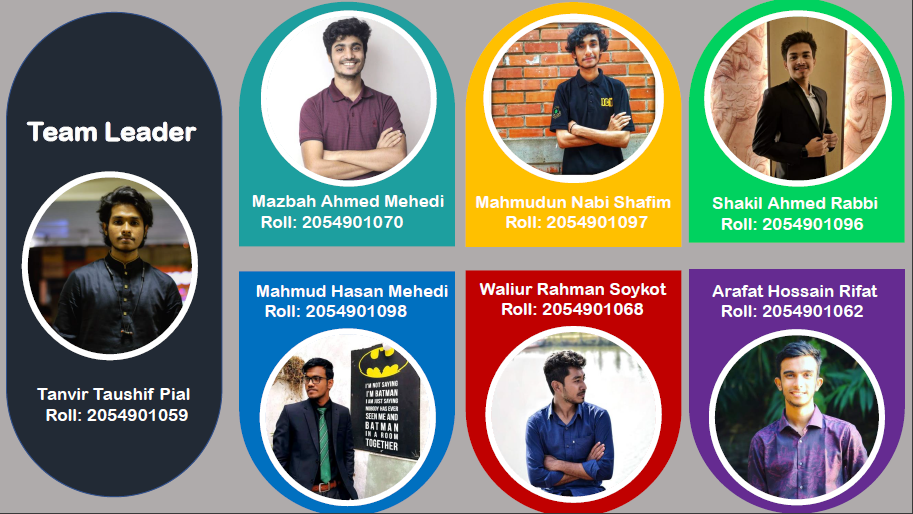 Team Leader
Tanvir Taushif Pial
Roll: 2054901059
Mazbah Ahmed Mehedi
Roll: 2054901070
Mahmudun Nabi Shafim
Roll: 2054901097
Shakil Ahmed Rabbi
Roll: 2054901096
Mahmud Hasan Mehedi
Roll: 2054901098
I'M NOT SAYING
I'M BATMAN
I AM JUST SAYING
NOBODY HAS EVER
SEEN ME AND
BATMAN
IN A ROOM
TOGETHER
Waliur Rahman Soykot
Roll: 2054901068
Arafat Hossain Rifat
Roll: 2054901062